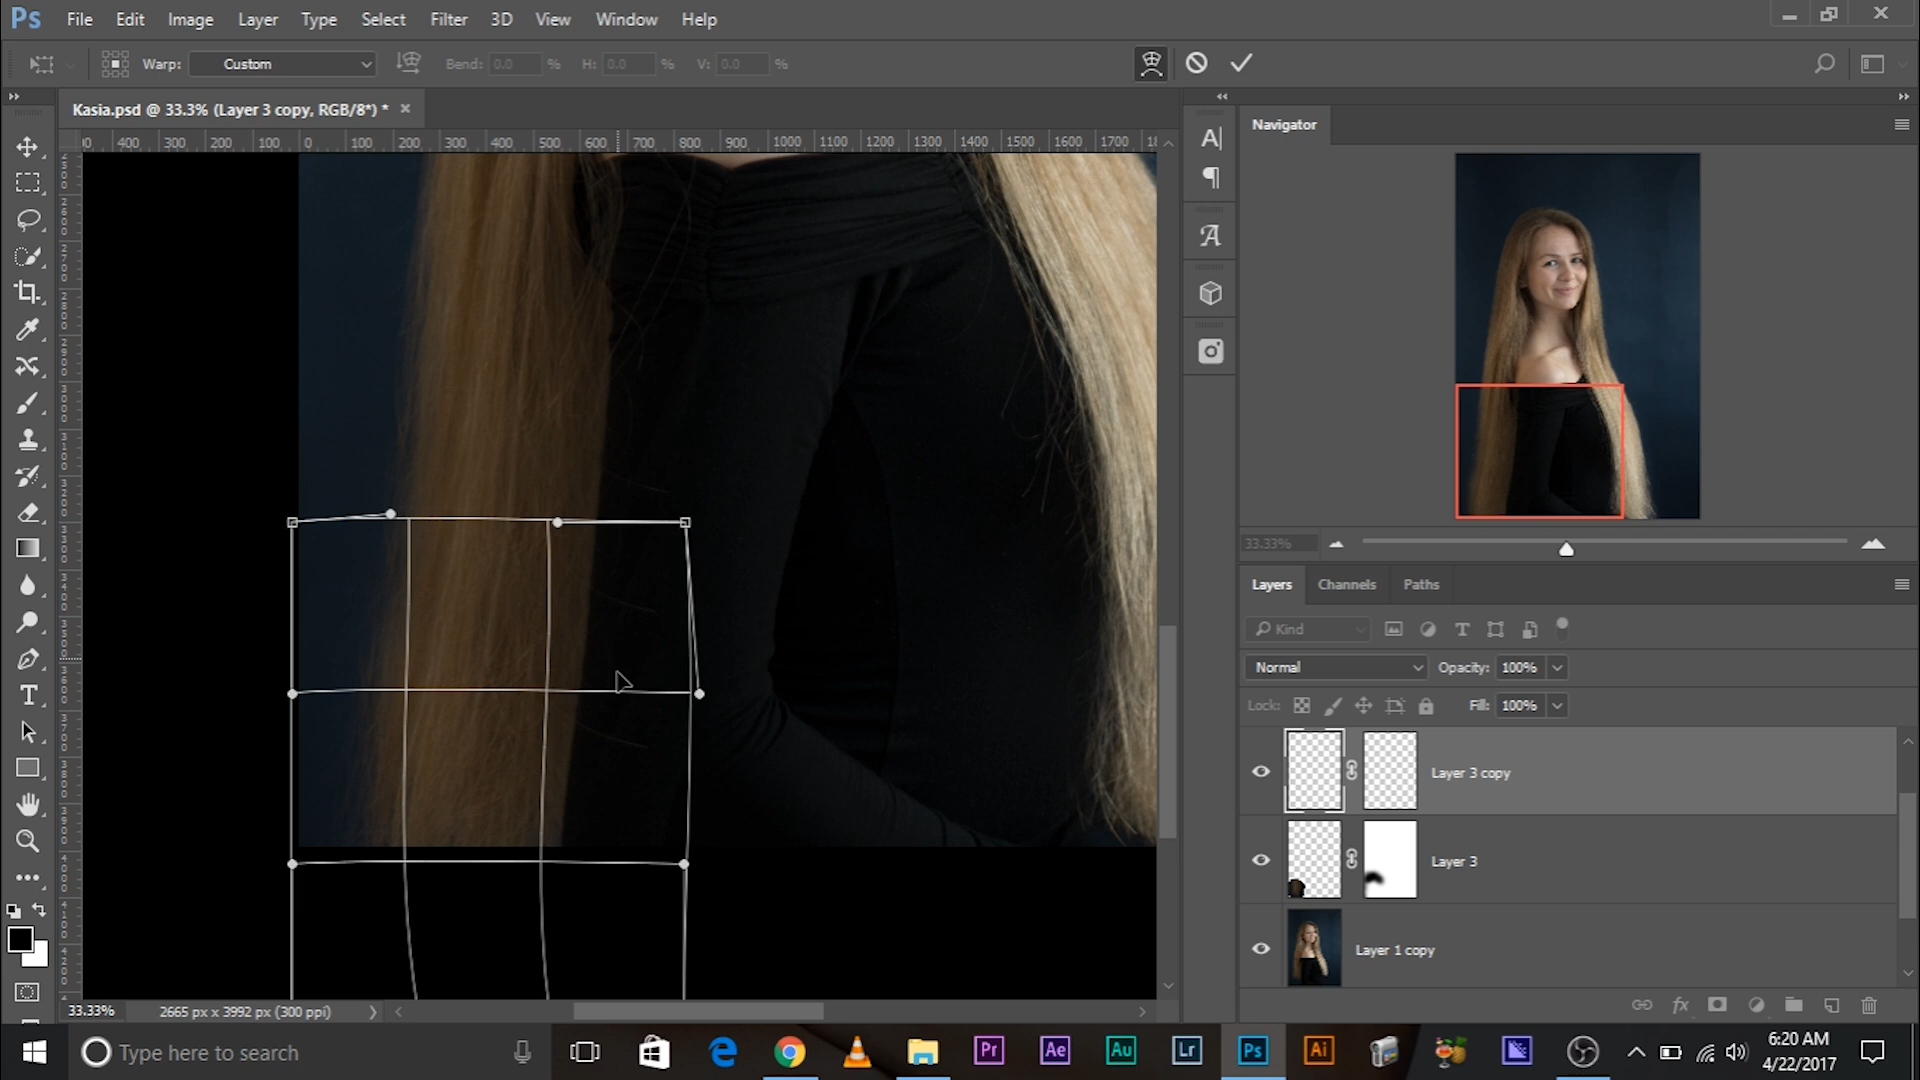 Ps File Edit Image Layer Type Select Filter 3D View Window Help
Warp: Custom Bend: 0.0 % H: 0.0 % V: 0.0 %
Kasia.psd @ 33.3% (Layer 3 copy, RGB/8*) * ×
400 300 200 100 0 100 200 300 400 500 600 700 800 900 1000 1100 1200 1300 1400 1500 1600 1700
Navigator
33.33%
Layers Channels Paths
Kind
Normal Opacity: 100%
Lock: Fill: 100%
Layer 3 copy
Layer 3
Layer 1 copy
fx
33.33% 2665 px x 3992 px (300 ppi)
Type here to search
Pr Ae Au Lr Ps Ai
6:20 AM
4/22/2017